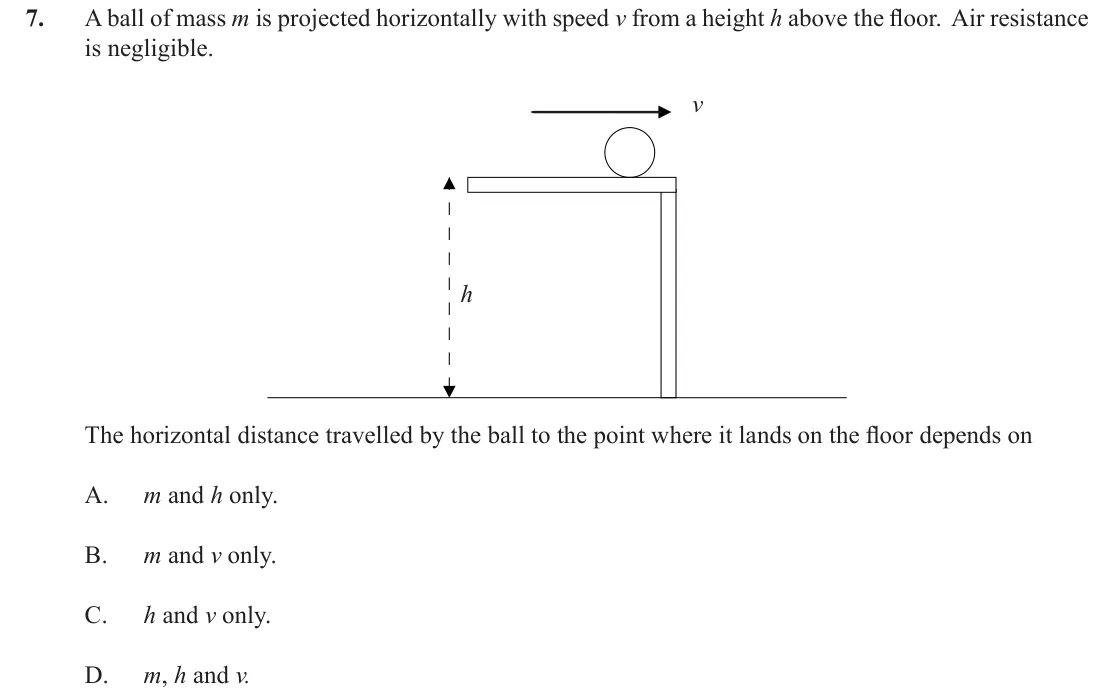 7. A ball of mass m is projected horizontally with speed v from a height h above the floor. Air resistance
is negligible.
v
h
The horizontal distance travelled by the ball to the point where it lands on the floor depends on
A. m and h only.
B. m and v only.
C. h and v only.
D. m, h and v.